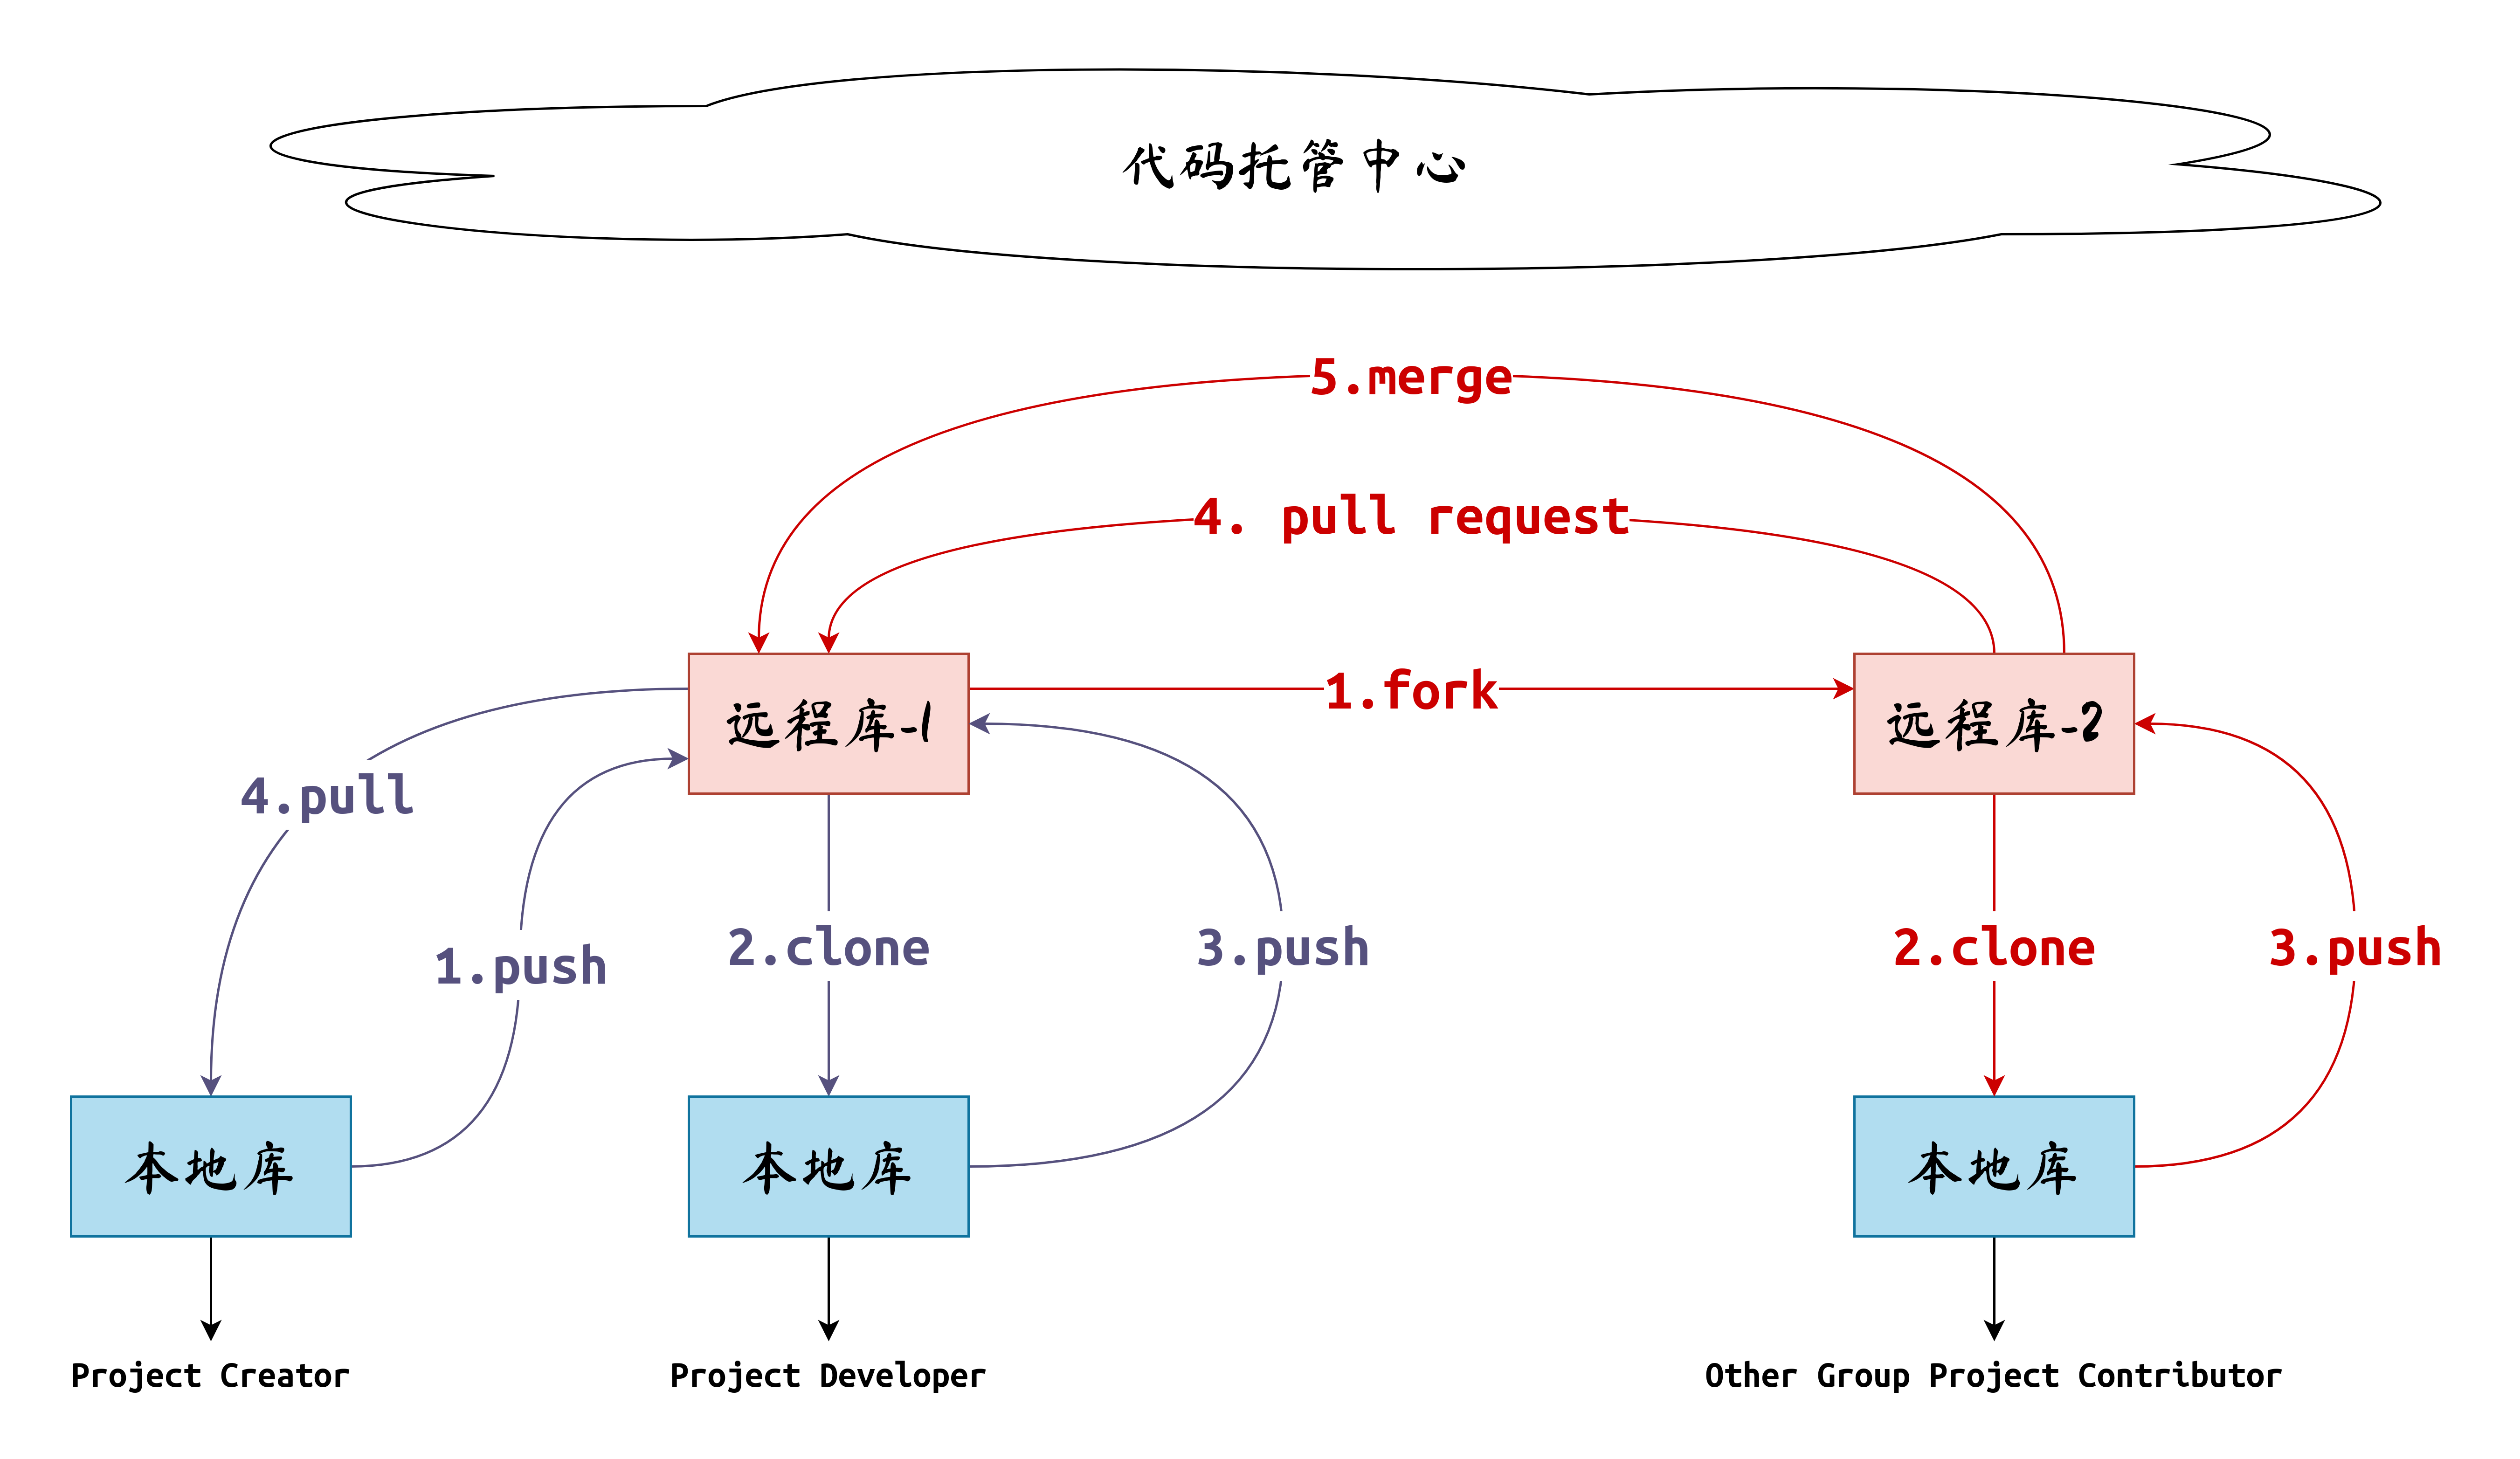 代码托管中心
5.merge
4. pull request
1.fork
远程库-1
远程库-2
4.pull
1.push
2.clone
3.push
2.clone
3.push
本地库
本地库
本地库
Project Creator
Project Developer
Other Group Project Contributor